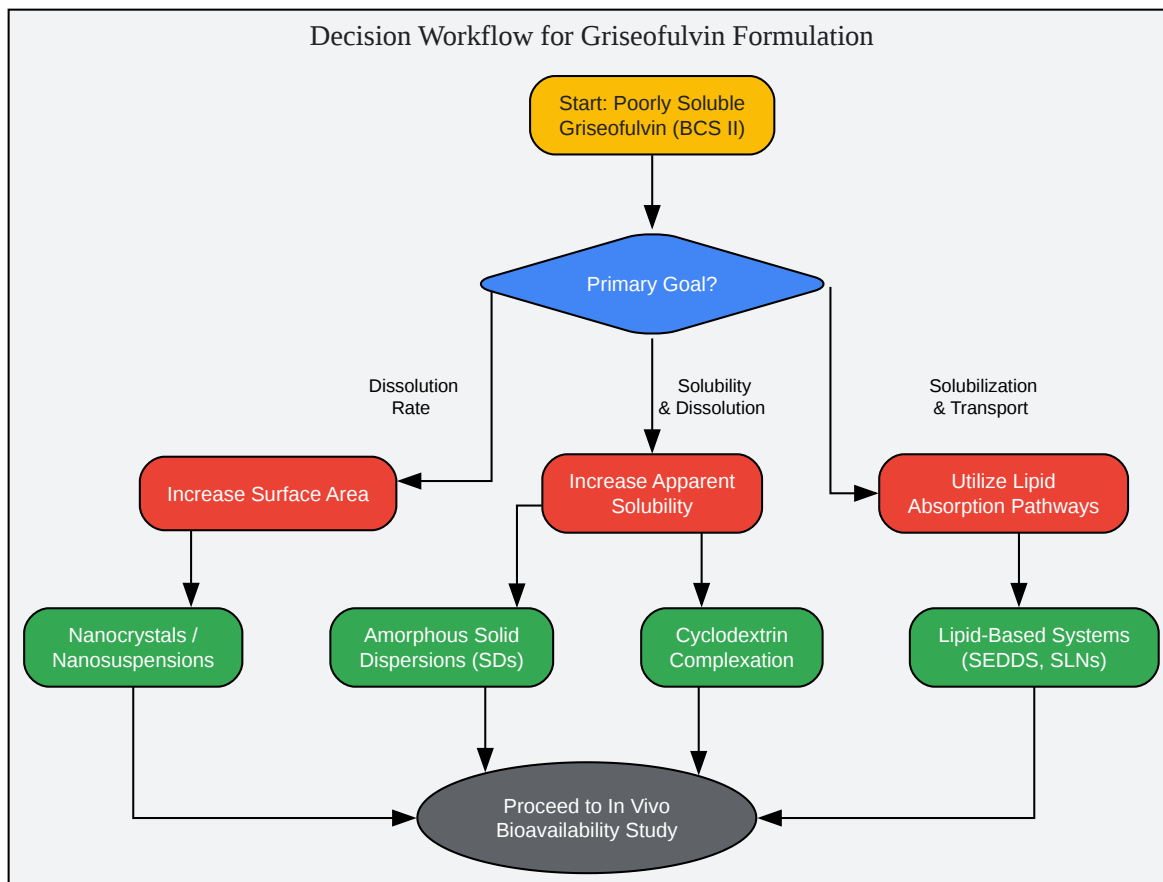 Decision Workflow for Griseofulvin Formulation
Start: Poorly Soluble
Griseofulvin (BCS II)
Primary Goal?
Dissolution
Rate
Solubility
& Dissolution
Solubilization
& Transport
Increase Surface Area
Increase Apparent
Solubility
Utilize Lipid
Absorption Pathways
Nanocrystals /
Nanosuspensions
Amorphous Solid
Dispersions (SDs)
Cyclodextrin
Complexation
Lipid-Based Systems
(SEDDS, SLNs)
Proceed to In Vivo
Bioavailability Study